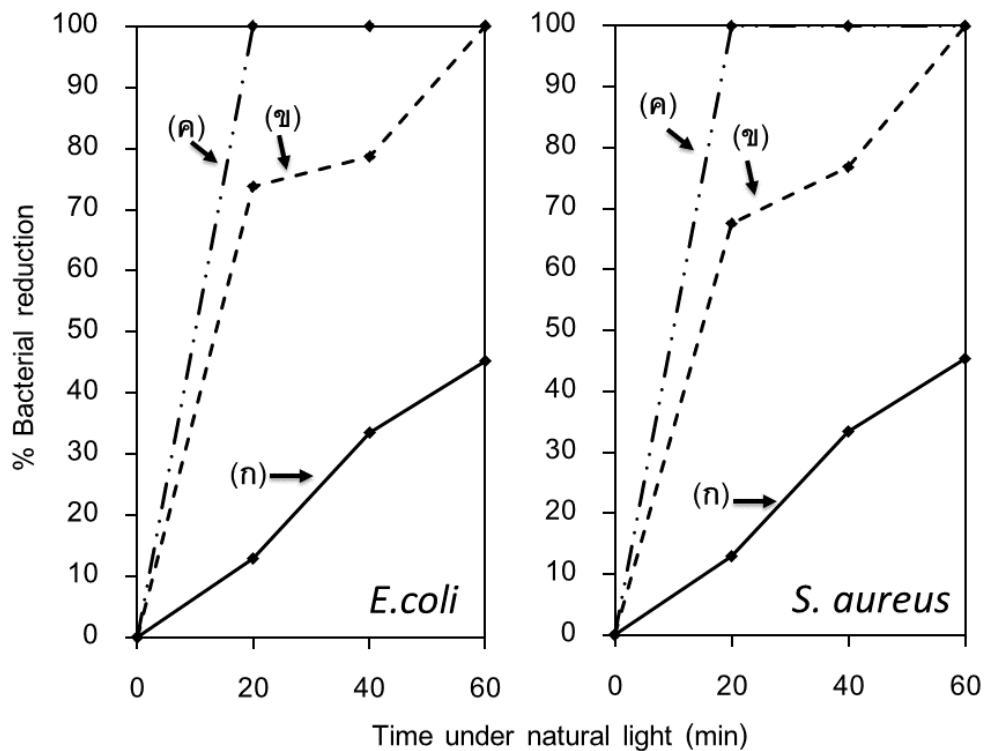 % Bacterial reduction
100
90
80
70
60
50
40
30
20
10
0
(ค)
(ข)
(ก)
E.coli
0 20 40 60
100
90
80
70
60
50
40
30
20
10
0
(ค)
(ข)
(ก)
S. aureus
0 20 40 60
Time under natural light (min)